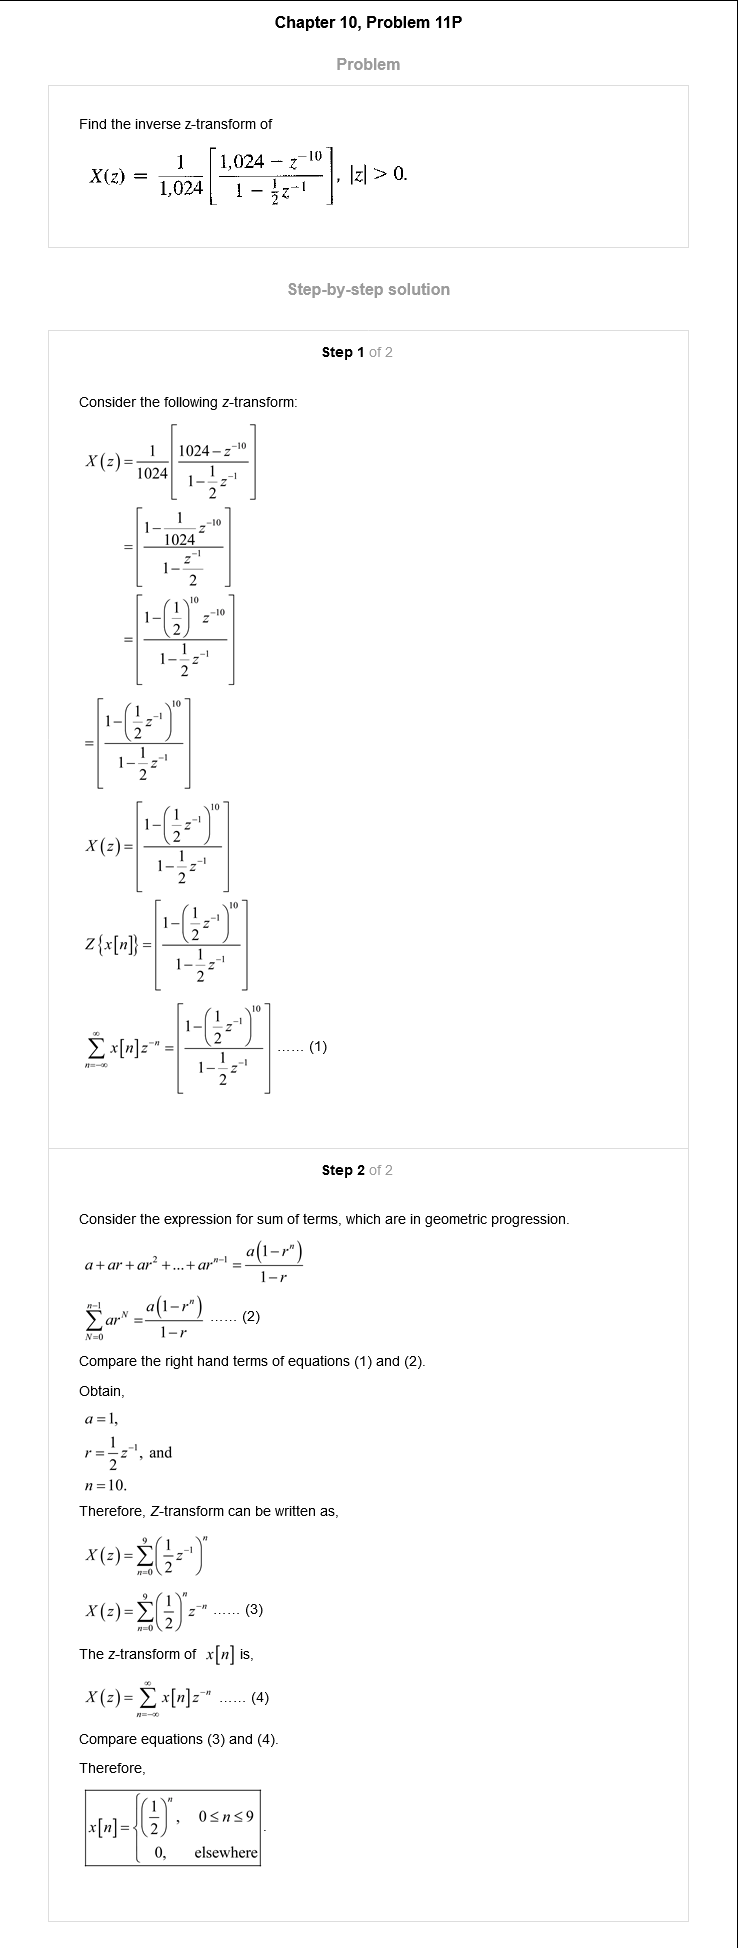 Chapter 10, Problem 11P
Problem
Find the inverse z-transform of
X(z) = \frac{1}{1,024} \left[ \frac{1,024 - z^{-10}}{1 - \frac{1}{2}z^{-1}} \right], |z| > 0.
Step-by-step solution
Step 1 of 2
Consider the following z-transform:
X(z) = \frac{1}{1024} \left[ \frac{1024 - z^{-10}}{1 - \frac{1}{2}z^{-1}} \right]
= \left[ \frac{1 - \frac{1}{1024}z^{-10}}{1 - \frac{z^{-1}}{2}} \right]
= \left[ \frac{1 - \left(\frac{1}{2}\right)^{10} z^{-10}}{1 - \frac{1}{2}z^{-1}} \right]
= \left[ \frac{1 - \left(\frac{1}{2}z^{-1}\right)^{10}}{1 - \frac{1}{2}z^{-1}} \right]
X(z) = \left[ \frac{1 - \left(\frac{1}{2}z^{-1}\right)^{10}}{1 - \frac{1}{2}z^{-1}} \right]
Z\{x[n]\} = \left[ \frac{1 - \left(\frac{1}{2}z^{-1}\right)^{10}}{1 - \frac{1}{2}z^{-1}} \right]
\sum_{n=-\infty}^{\infty} x[n]z^{-n} = \left[ \frac{1 - \left(\frac{1}{2}z^{-1}\right)^{10}}{1 - \frac{1}{2}z^{-1}} \right] ...... (1)
Step 2 of 2
Consider the expression for sum of terms, which are in geometric progression.
a + ar + ar^2 + ... + ar^{n-1} = \frac{a(1 - r^n)}{1 - r}
\sum_{N=0}^{n-1} ar^N = \frac{a(1 - r^n)}{1 - r} ...... (2)
Compare the right hand terms of equations (1) and (2).
Obtain,
a = 1,
r = \frac{1}{2}z^{-1}, and
n = 10.
Therefore, Z-transform can be written as,
X(z) = \sum_{n=0}^{9} \left(\frac{1}{2}z^{-1}\right)^n
X(z) = \sum_{n=0}^{9} \left(\frac{1}{2}\right)^n z^{-n} ...... (3)
The z-transform of x[n] is,
X(z) = \sum_{n=-\infty}^{\infty} x[n]z^{-n} ...... (4)
Compare equations (3) and (4).
Therefore,
x[n] = \begin{cases} \left(\frac{1}{2}\right)^n, & 0 \le n \le 9 \\ 0, & \text{elsewhere} \end{cases}.